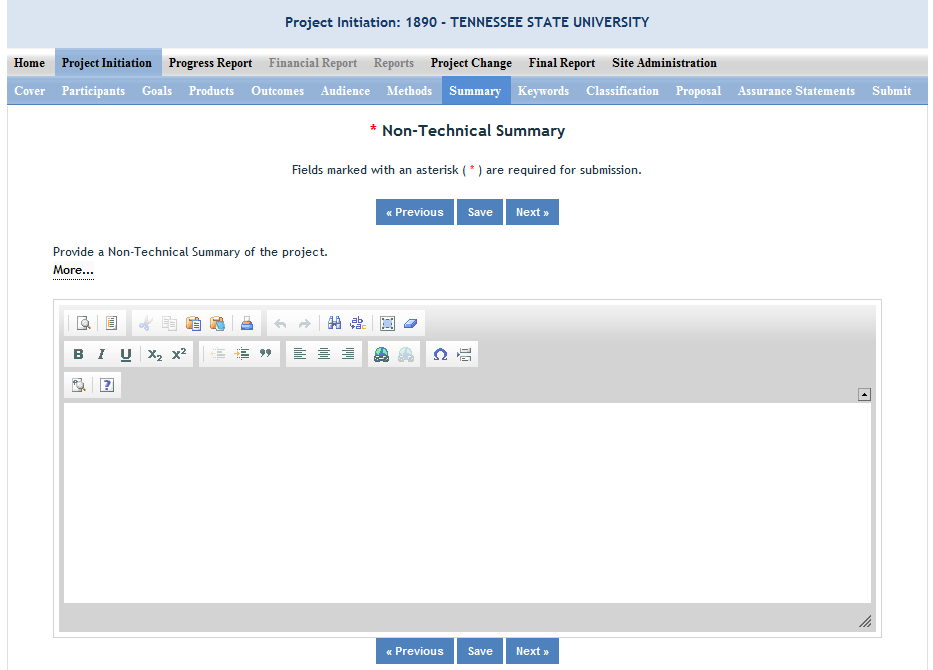 Project Initiation: 1890 - TENNESSEE STATE UNIVERSITY
Home Project Initiation Progress Report Financial Report Reports Project Change Final Report Site Administration
Cover Participants Goals Products Outcomes Audience Methods Summary Keywords Classification Proposal Assurance Statements Submit
* Non-Technical Summary
Fields marked with an asterisk ( * ) are required for submission.
« Previous Save Next »
Provide a Non-Technical Summary of the project.
More...
B I U X2 X² Ω
?
« Previous Save Next »